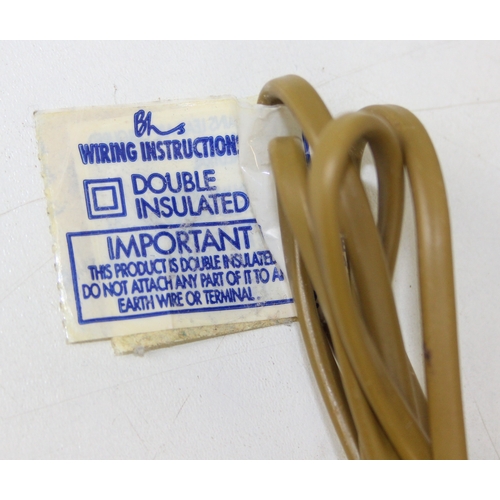 Bhs
WIRING INSTRUCTIONS
DOUBLE
INSULATED
IMPORTANT
THIS PRODUCT IS DOUBLE INSULATED
DO NOT ATTACH ANY PART OF IT TO AN
EARTH WIRE OR TERMINAL